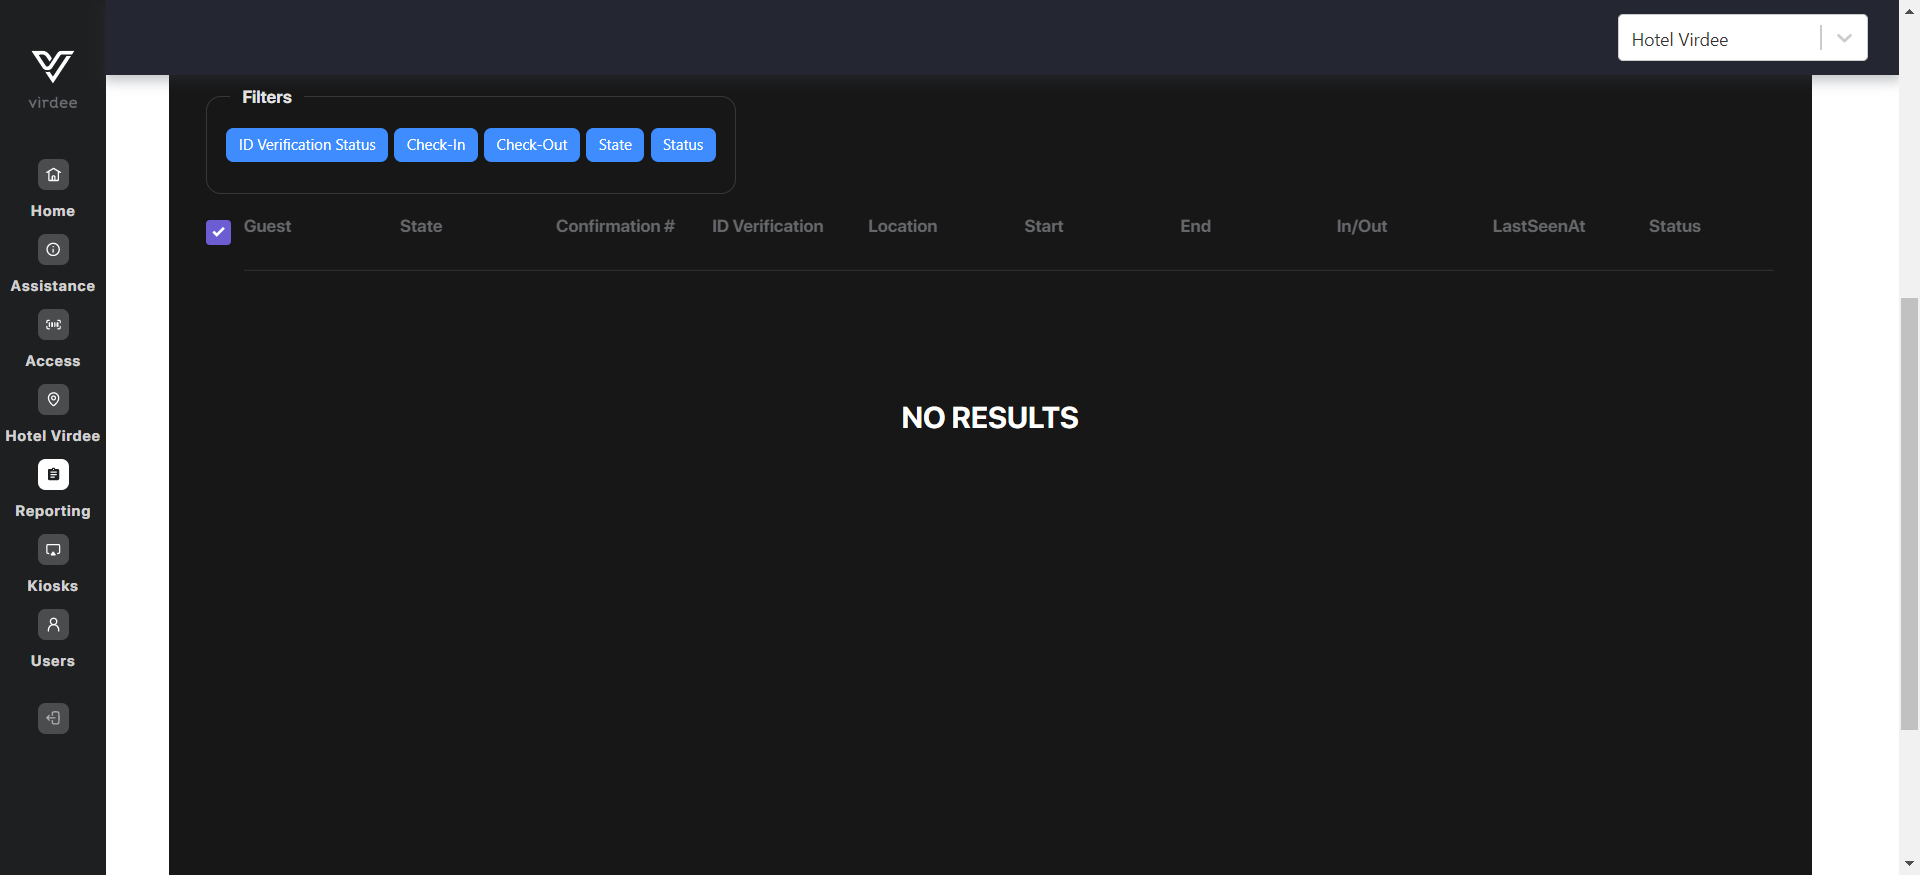 Hotel Virdee
virdee
Home
Assistance
Access
Hotel Virdee
Reporting
Kiosks
Users
Filters
ID Verification Status Check-In Check-Out State Status
Guest State Confirmation # ID Verification Location Start End In/Out LastSeenAt Status
NO RESULTS